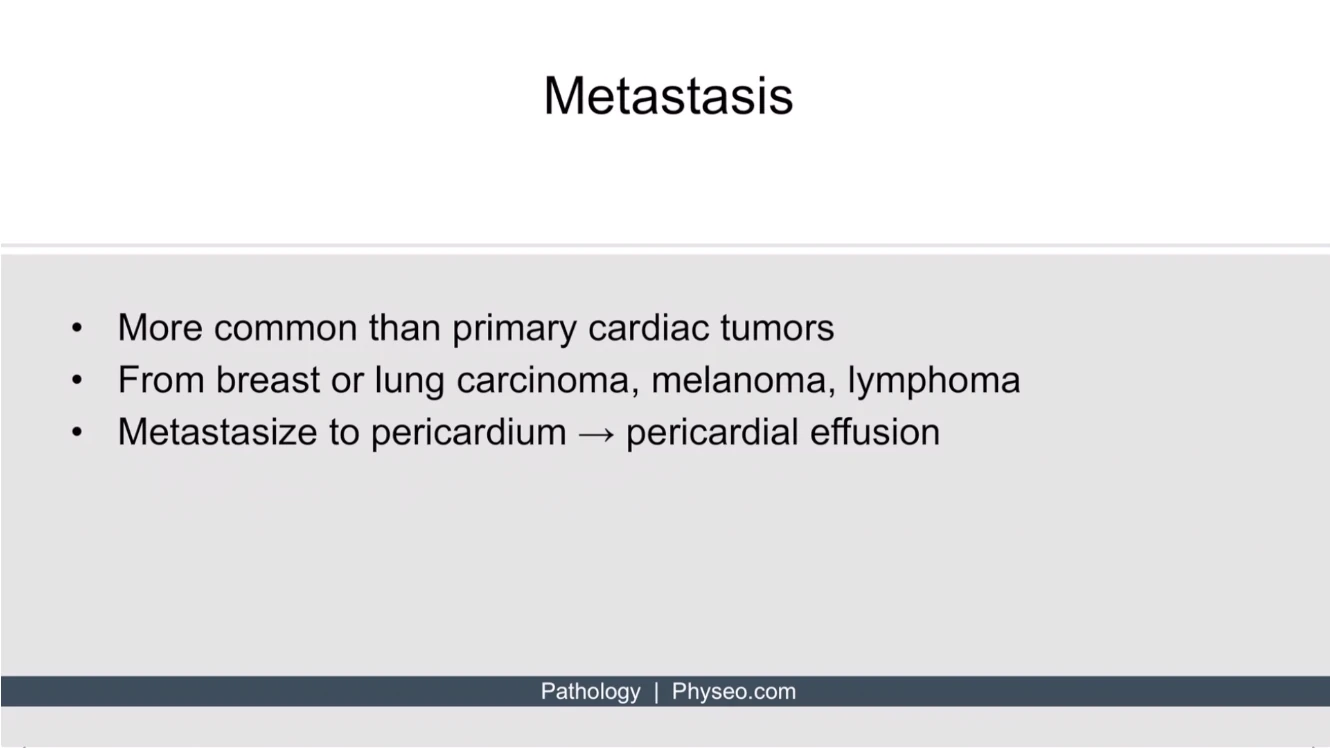 Metastasis
• More common than primary cardiac tumors
• From breast or lung carcinoma, melanoma, lymphoma
• Metastasize to pericardium → pericardial effusion
Pathology | Physeo.com